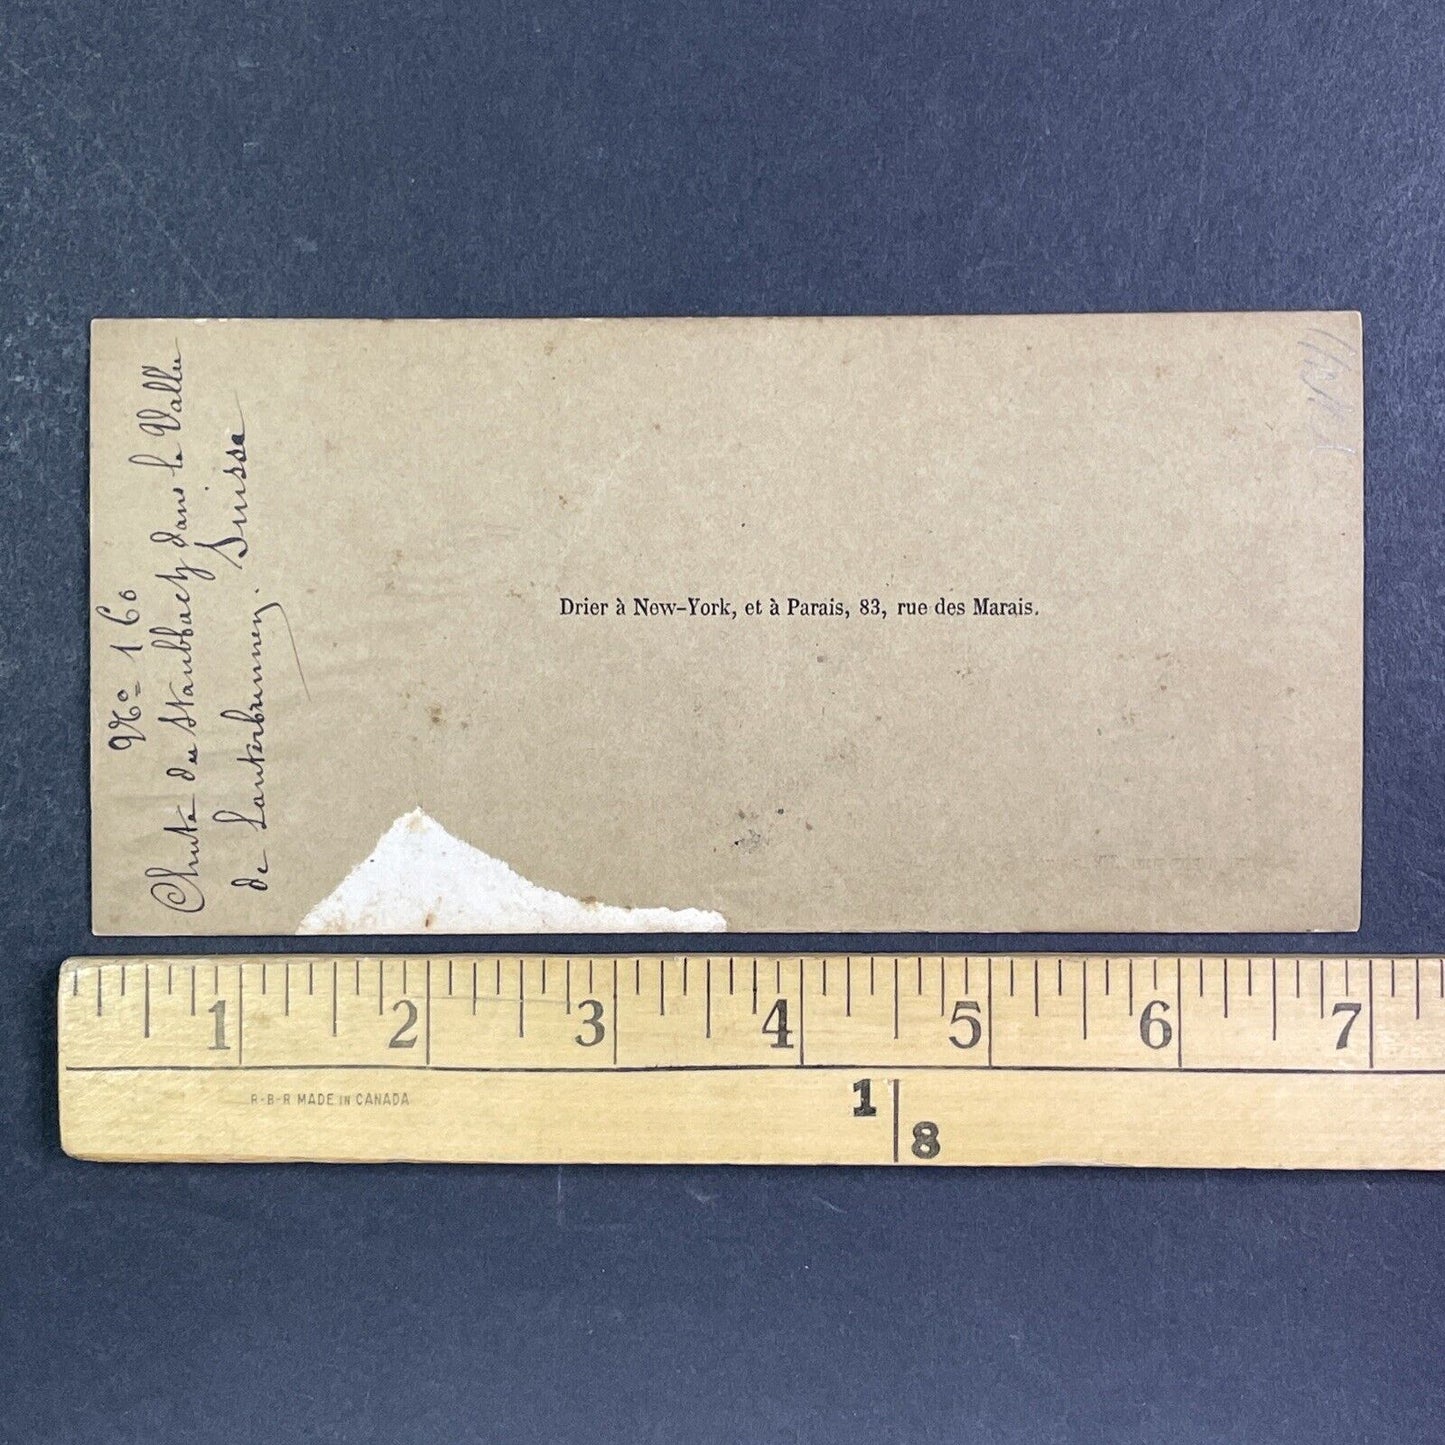 No 160
Chute du Staubbach dans la Vallee
de Lauterbrunnen. Suisse
Drier à New-York, et à Parais, 83, rue des Marais.
1 2 3 4 5 6 7
R-B-R MADE IN CANADA
1
8